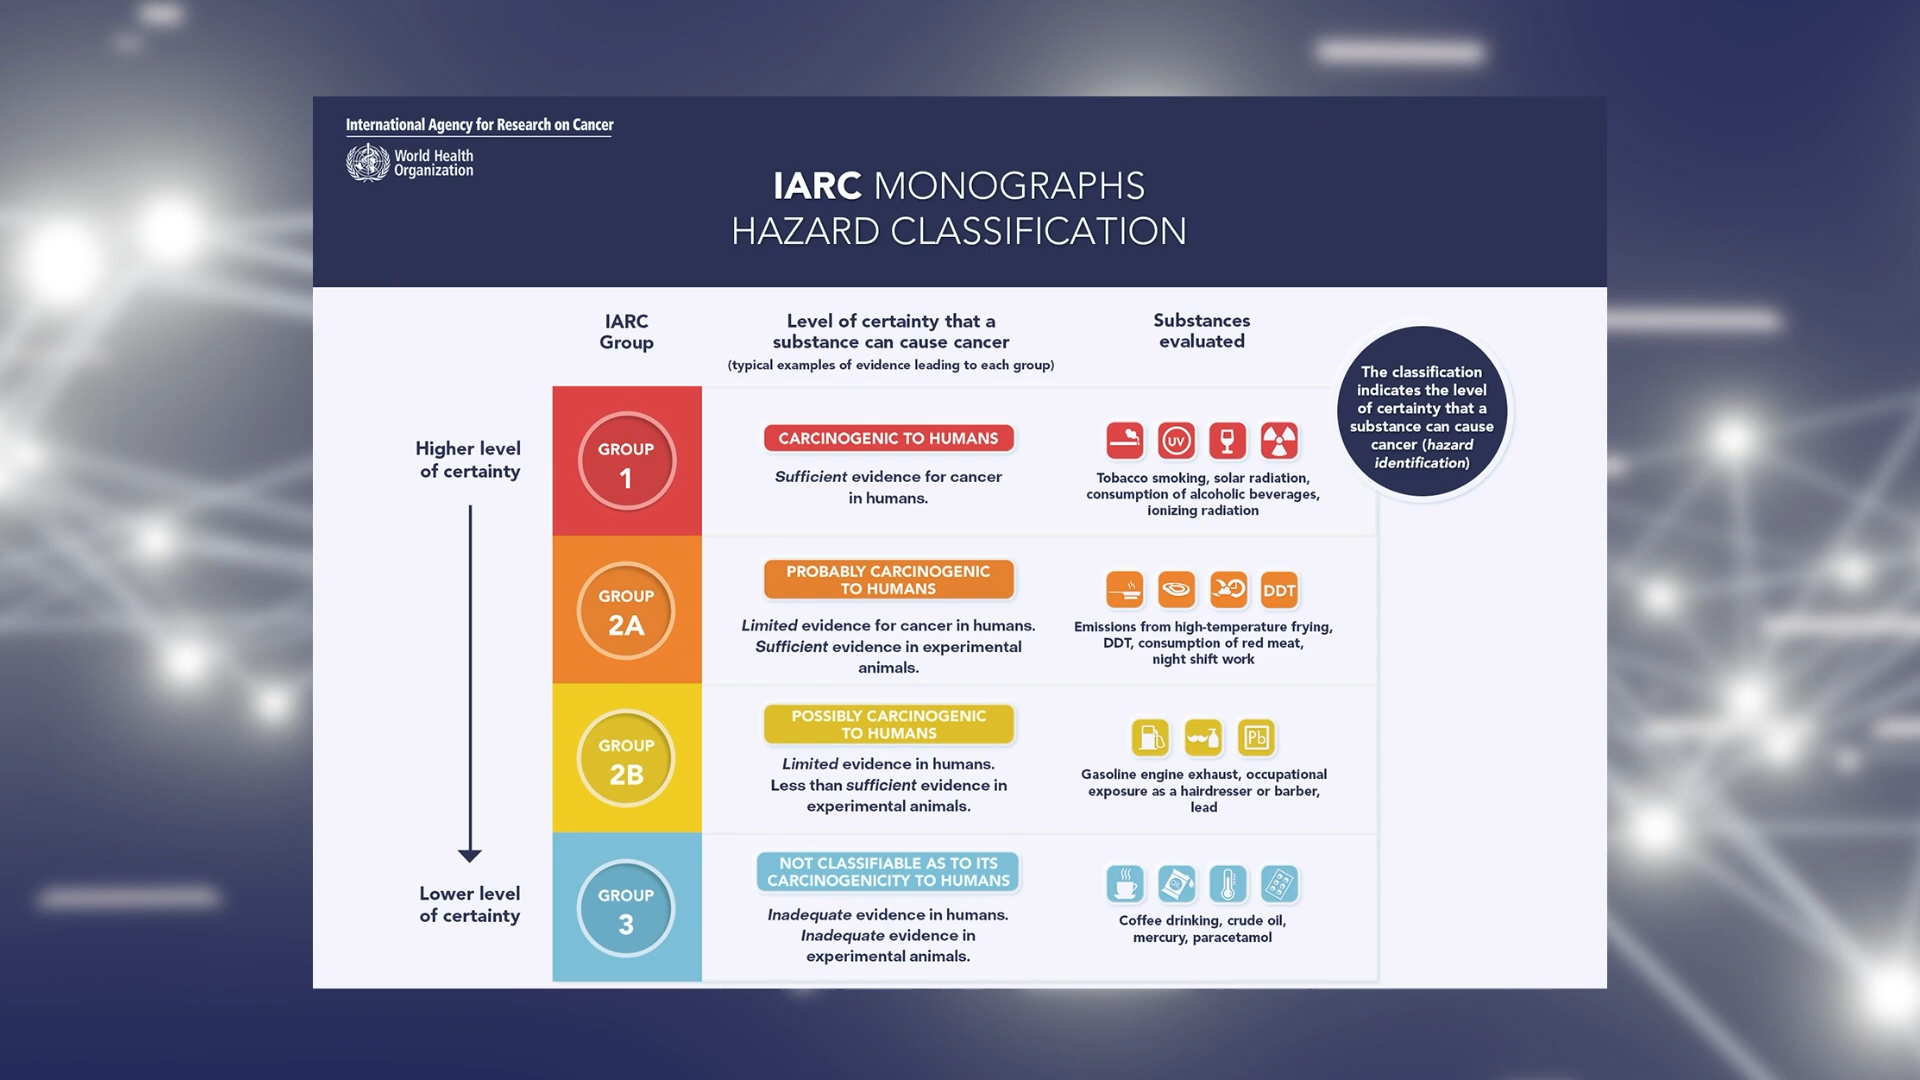 International Agency for Research on Cancer
World Health
Organization
IARC MONOGRAPHS
HAZARD CLASSIFICATION
IARC
Group
Level of certainty that a
substance can cause cancer
(typical examples of evidence leading to each group)
Substances
evaluated
The classification
indicates the level
of certainty that a
substance can cause
cancer (hazard
identification)
Higher level
of certainty
Lower level
of certainty
GROUP
1
CARCINOGENIC TO HUMANS
Sufficient evidence for cancer
in humans.
UV
Tobacco smoking, solar radiation,
consumption of alcoholic beverages,
ionizing radiation
GROUP
2A
PROBABLY CARCINOGENIC
TO HUMANS
Limited evidence for cancer in humans.
Sufficient evidence in experimental
animals.
DDT
Emissions from high-temperature frying,
DDT, consumption of red meat,
night shift work
GROUP
2B
POSSIBLY CARCINOGENIC
TO HUMANS
Limited evidence in humans.
Less than sufficient evidence in
experimental animals.
Pb
Gasoline engine exhaust, occupational
exposure as a hairdresser or barber,
lead
GROUP
3
NOT CLASSIFIABLE AS TO ITS
CARCINOGENICITY TO HUMANS
Inadequate evidence in humans.
Inadequate evidence in
experimental animals.
Coffee drinking, crude oil,
mercury, paracetamol